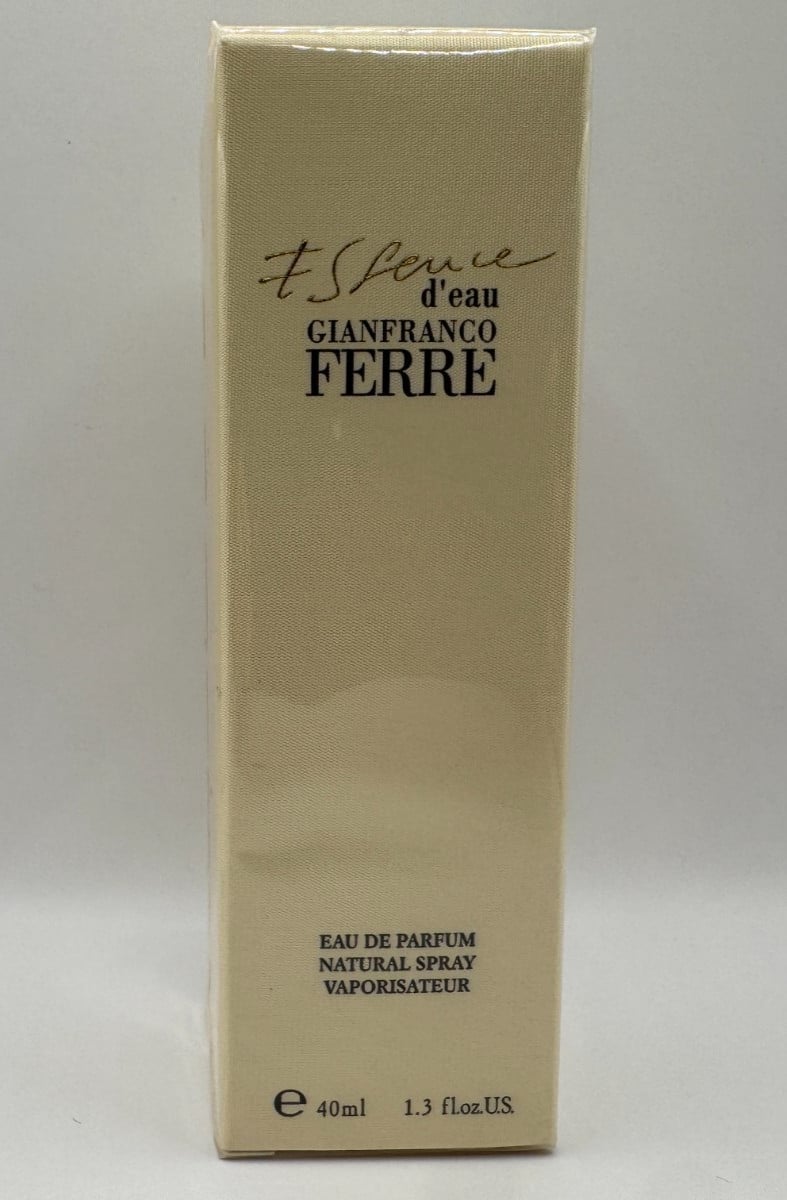 Essence
d'eau
GIANFRANCO
FERRE
EAU DE PARFUM
NATURAL SPRAY
VAPORISATEUR
e 40ml 1.3 fl.oz.U.S.